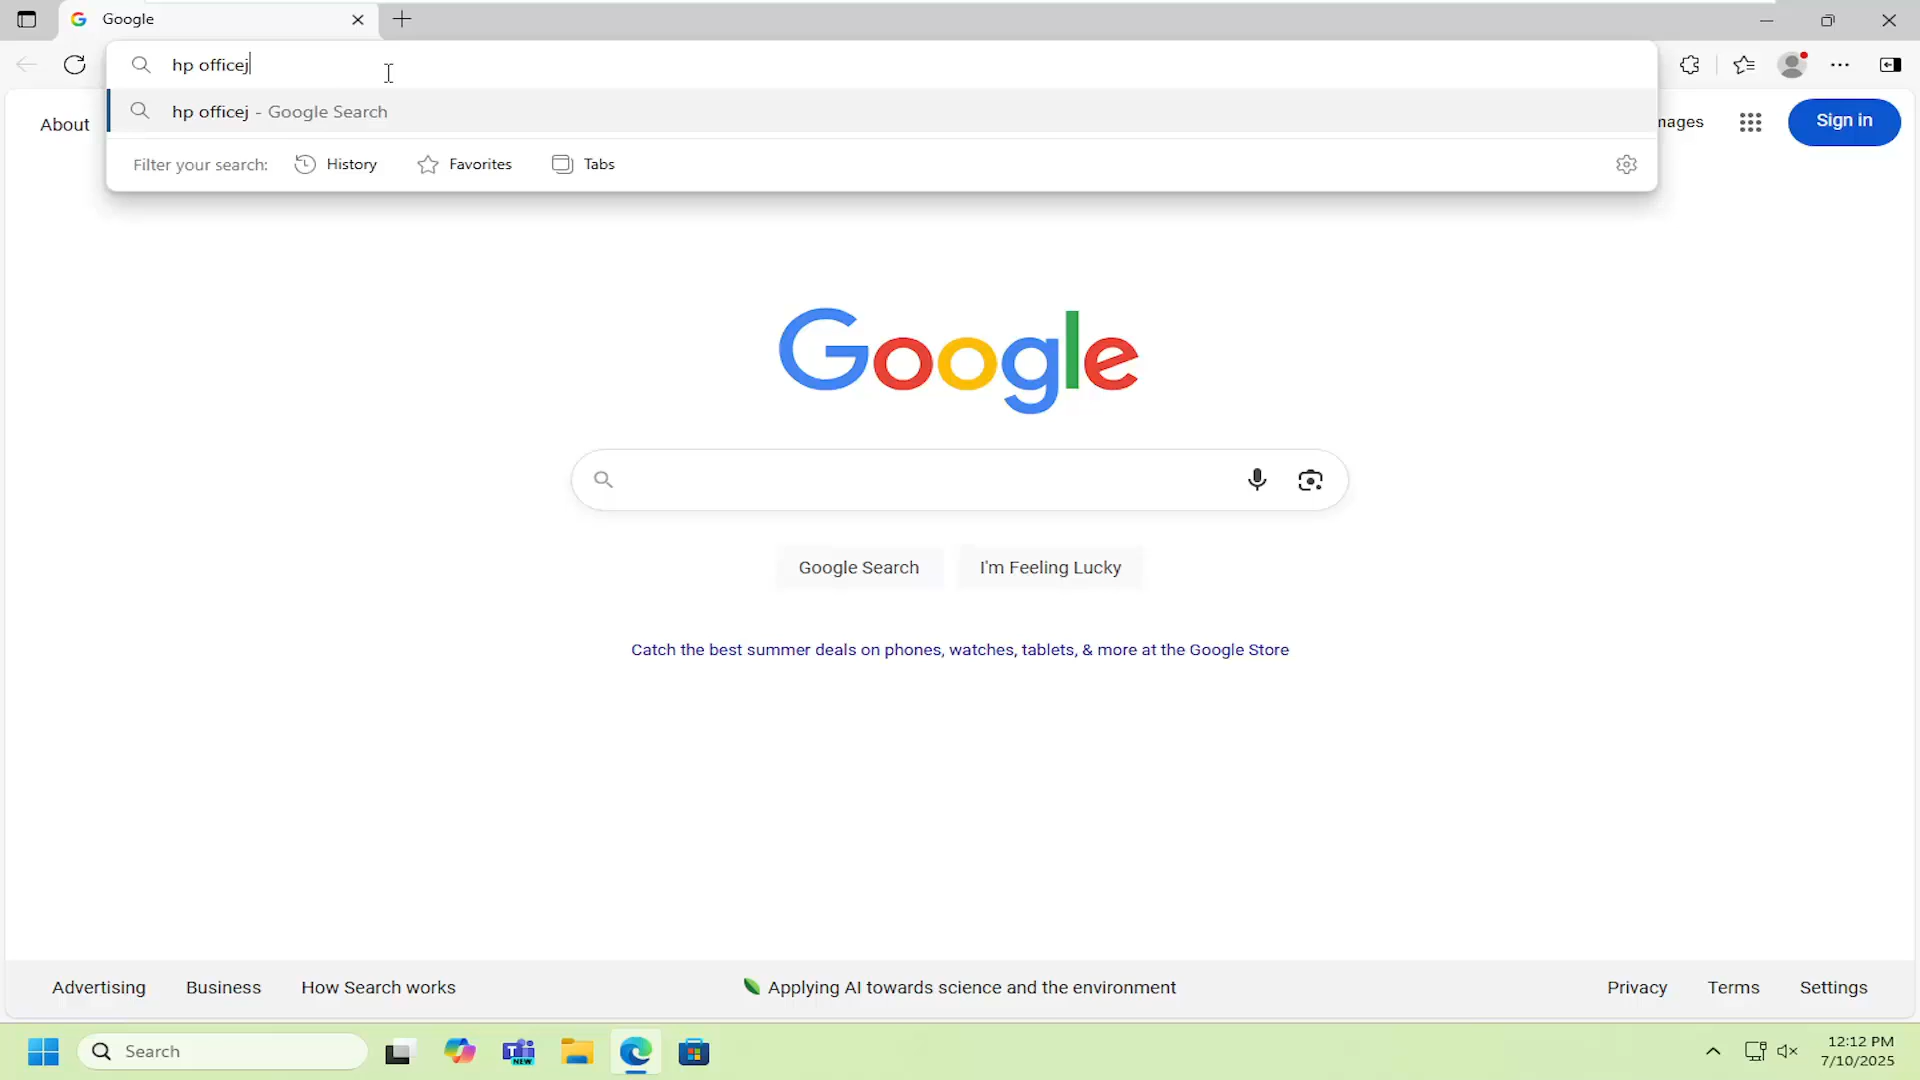 Google
hp officej
hp officej - Google Search
Filter your search: History Favorites Tabs
About
mages
Sign in
Google
Google Search
I'm Feeling Lucky
Catch the best summer deals on phones, watches, tablets, & more at the Google Store
Advertising Business How Search works
Applying AI towards science and the environment
Privacy Terms Settings
Search
NEW
12:12 PM
7/10/2025